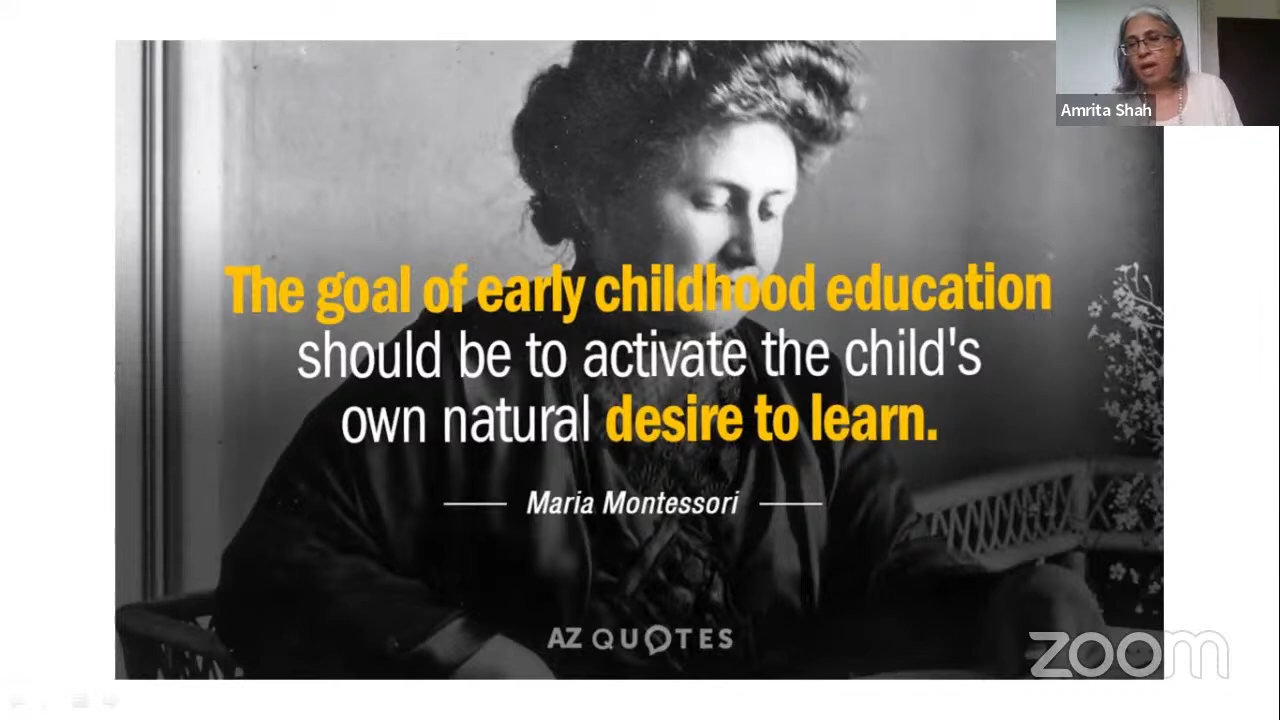 Amrita Shah
The goal of early childhood education
should be to activate the child's
own natural desire to learn.
Maria Montessori
AZ QUOTES
zoom